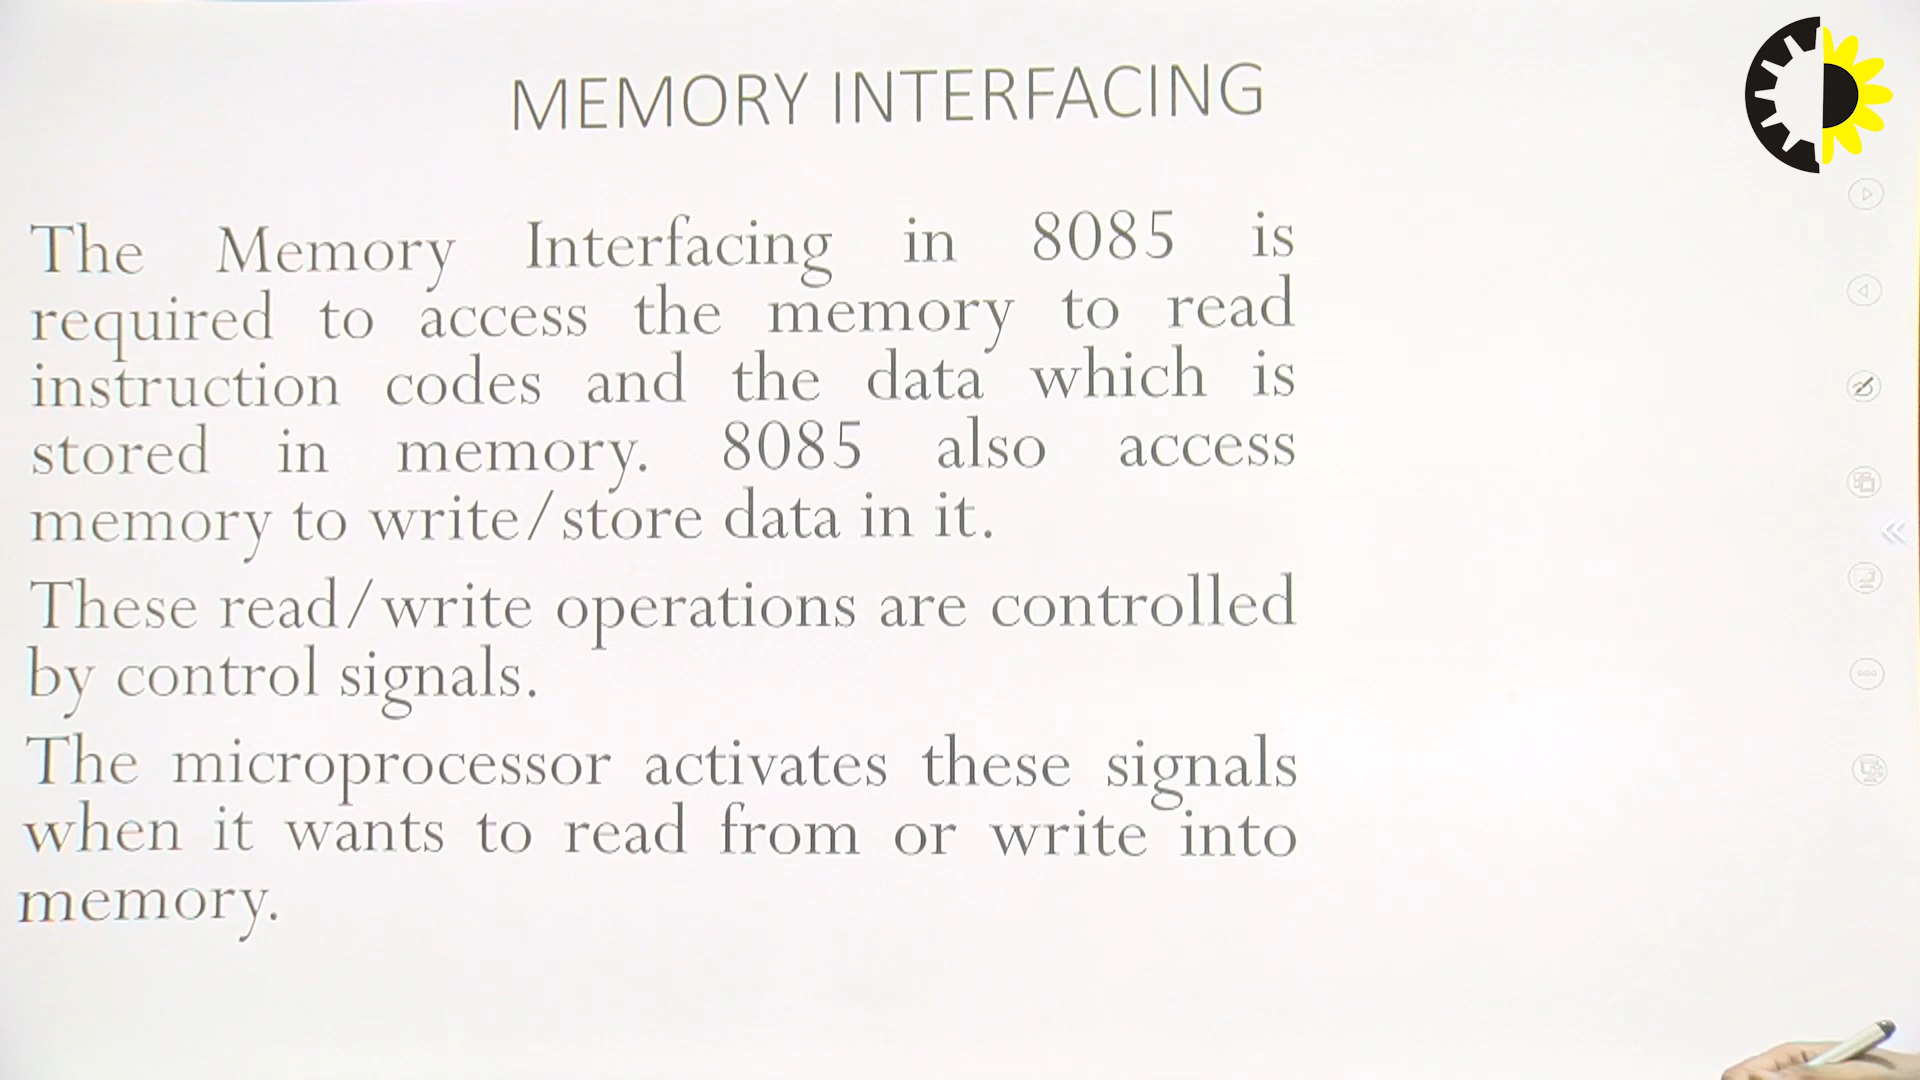 MEMORY INTERFACING
The Memory Interfacing in 8085 is
required to access the memory to read
instruction codes and the data which is
stored in memory. 8085 also access
memory to write/store data in it.
These read/write operations are controlled
by control signals.
The microprocessor activates these signals
when it wants to read from or write into
memory.